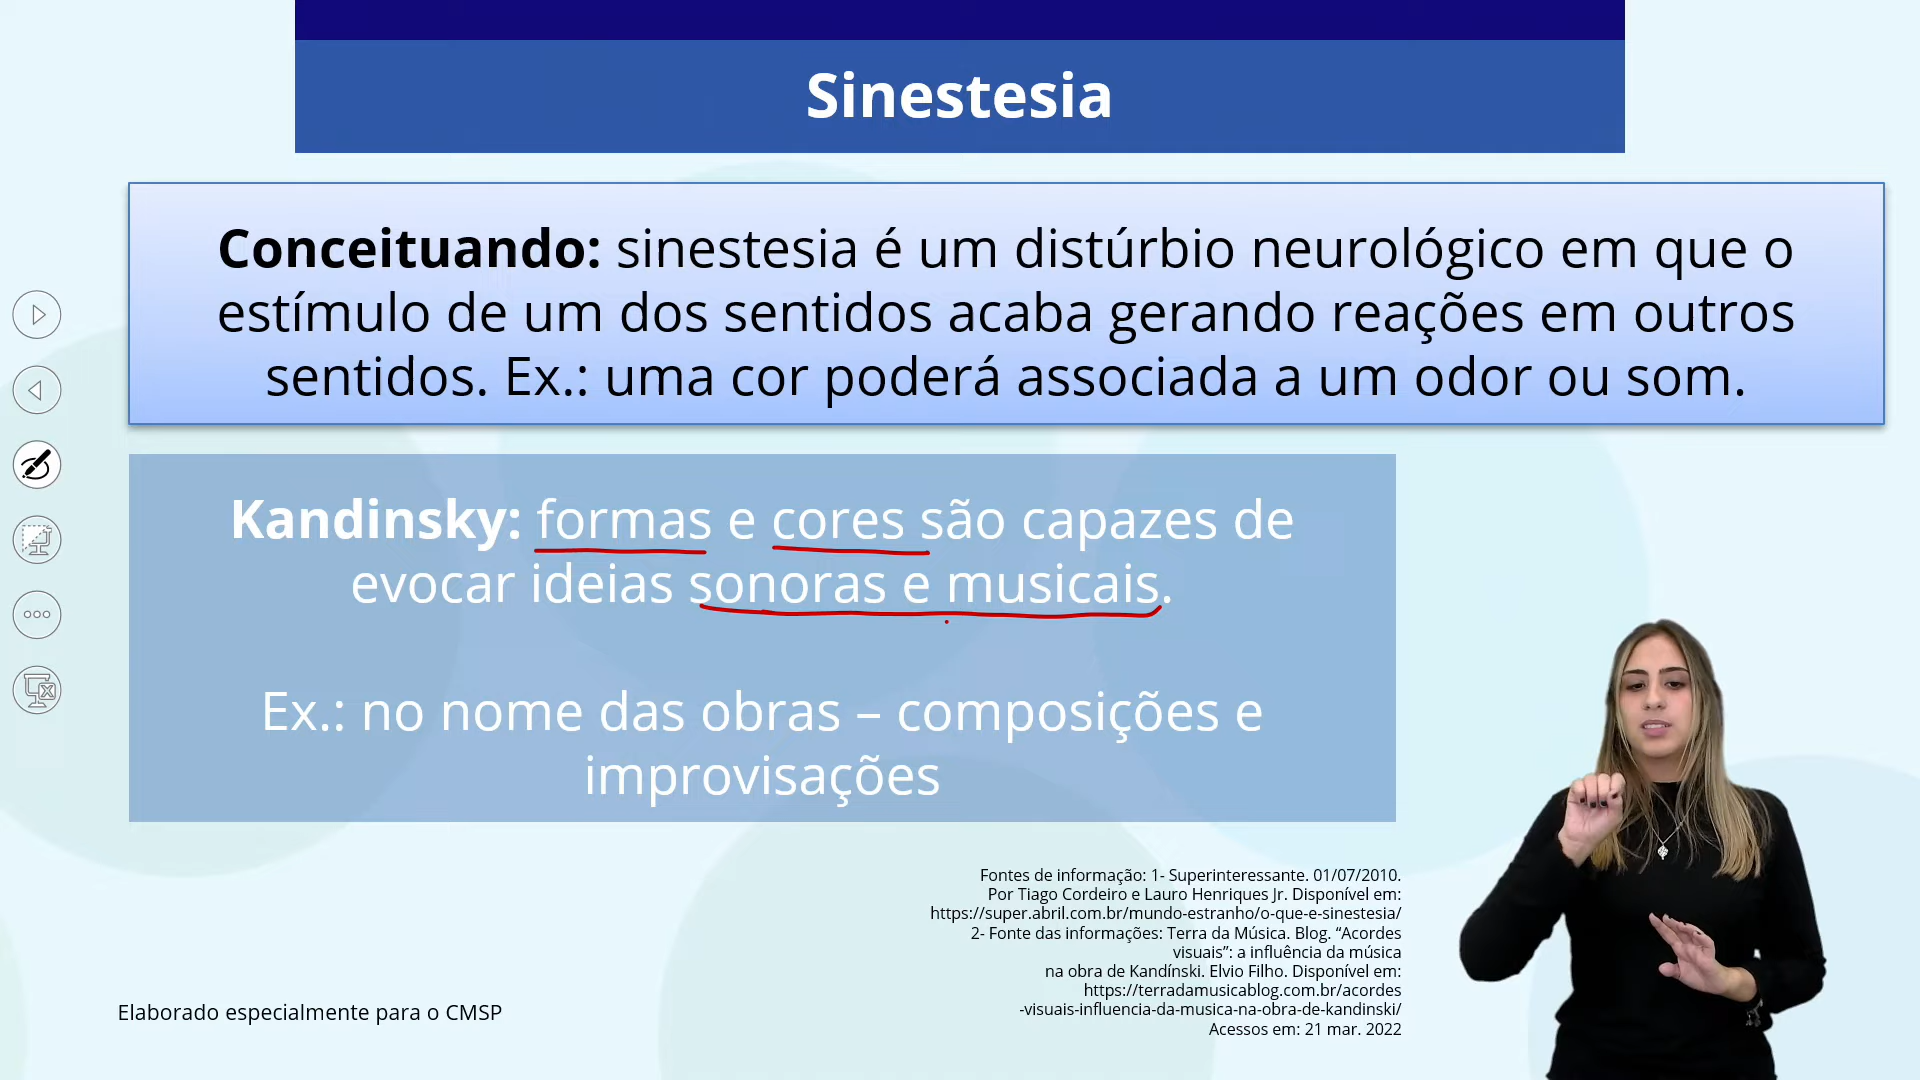 Sinestesia
Conceituando: sinestesia é um distúrbio neurológico em que o
estímulo de um dos sentidos acaba gerando reações em outros
sentidos. Ex.: uma cor poderá associada a um odor ou som.
Kandinsky: formas e cores são capazes de
evocar ideias sonoras e musicais.
Ex.: no nome das obras – composições e
improvisações
Fontes de informação: 1- Superinteressante. 01/07/2010.
Por Tiago Cordeiro e Lauro Henriques Jr. Disponível em:
https://super.abril.com.br/mundo-estranho/o-que-e-sinestesia/
2- Fonte das informações: Terra da Música. Blog. “Acordes
visuais”: a influência da música
na obra de Kandínski. Elvio Filho. Disponível em:
https://terradamusicablog.com.br/acordes
-visuais-influencia-da-musica-na-obra-de-kandinski/
Acessos em: 21 mar. 2022
Elaborado especialmente para o CMSP